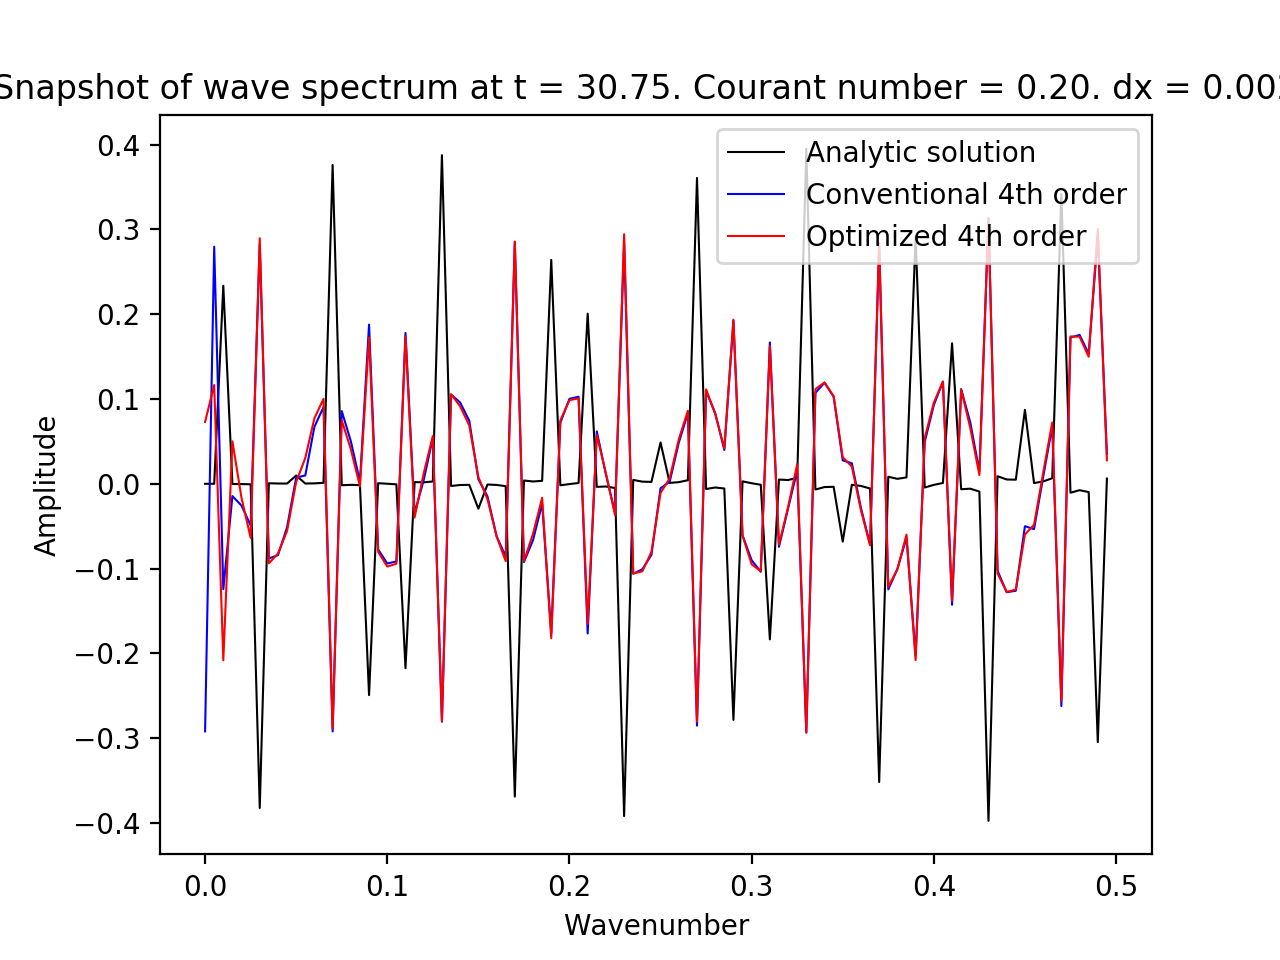 Snapshot of wave spectrum at t = 30.75. Courant number = 0.20. dx = 0.00
Analytic solution
Conventional 4th order
Optimized 4th order
Amplitude
0.4
0.3
0.2
0.1
0.0
−0.1
−0.2
−0.3
−0.4
0.0 0.1 0.2 0.3 0.4 0.5
Wavenumber